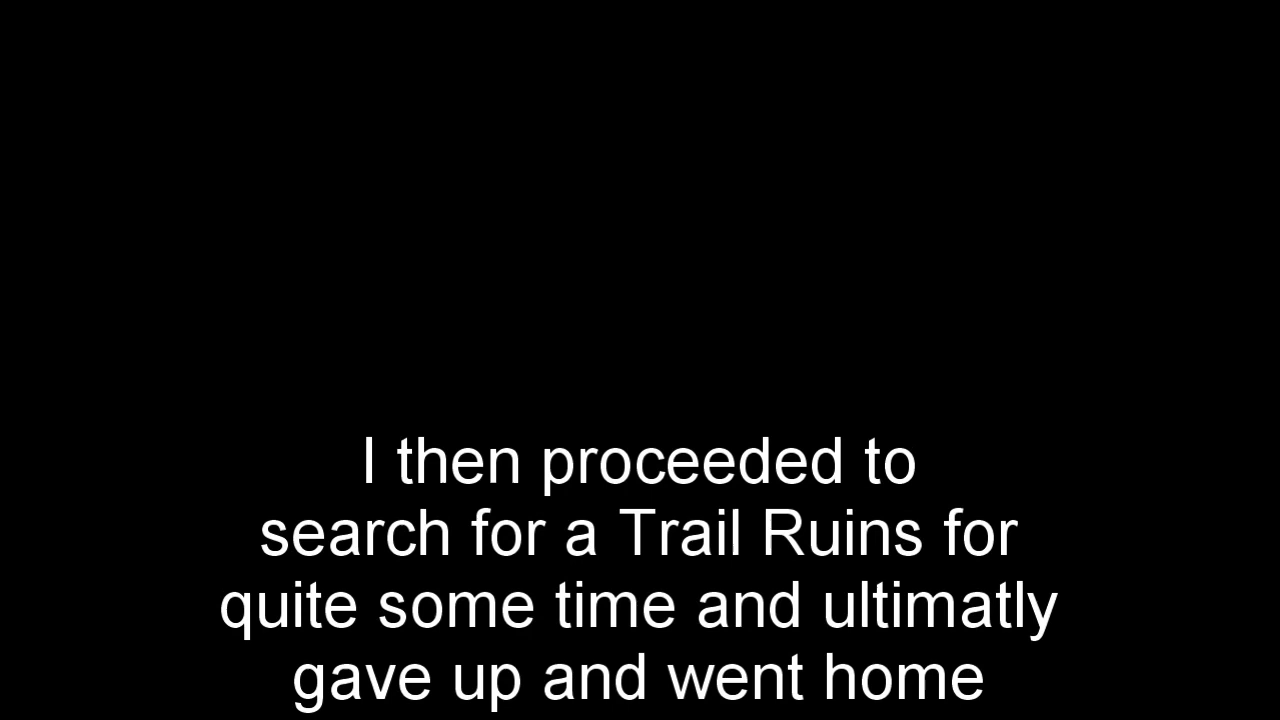 I then proceeded to
search for a Trail Ruins for
quite some time and ultimatly
gave up and went home